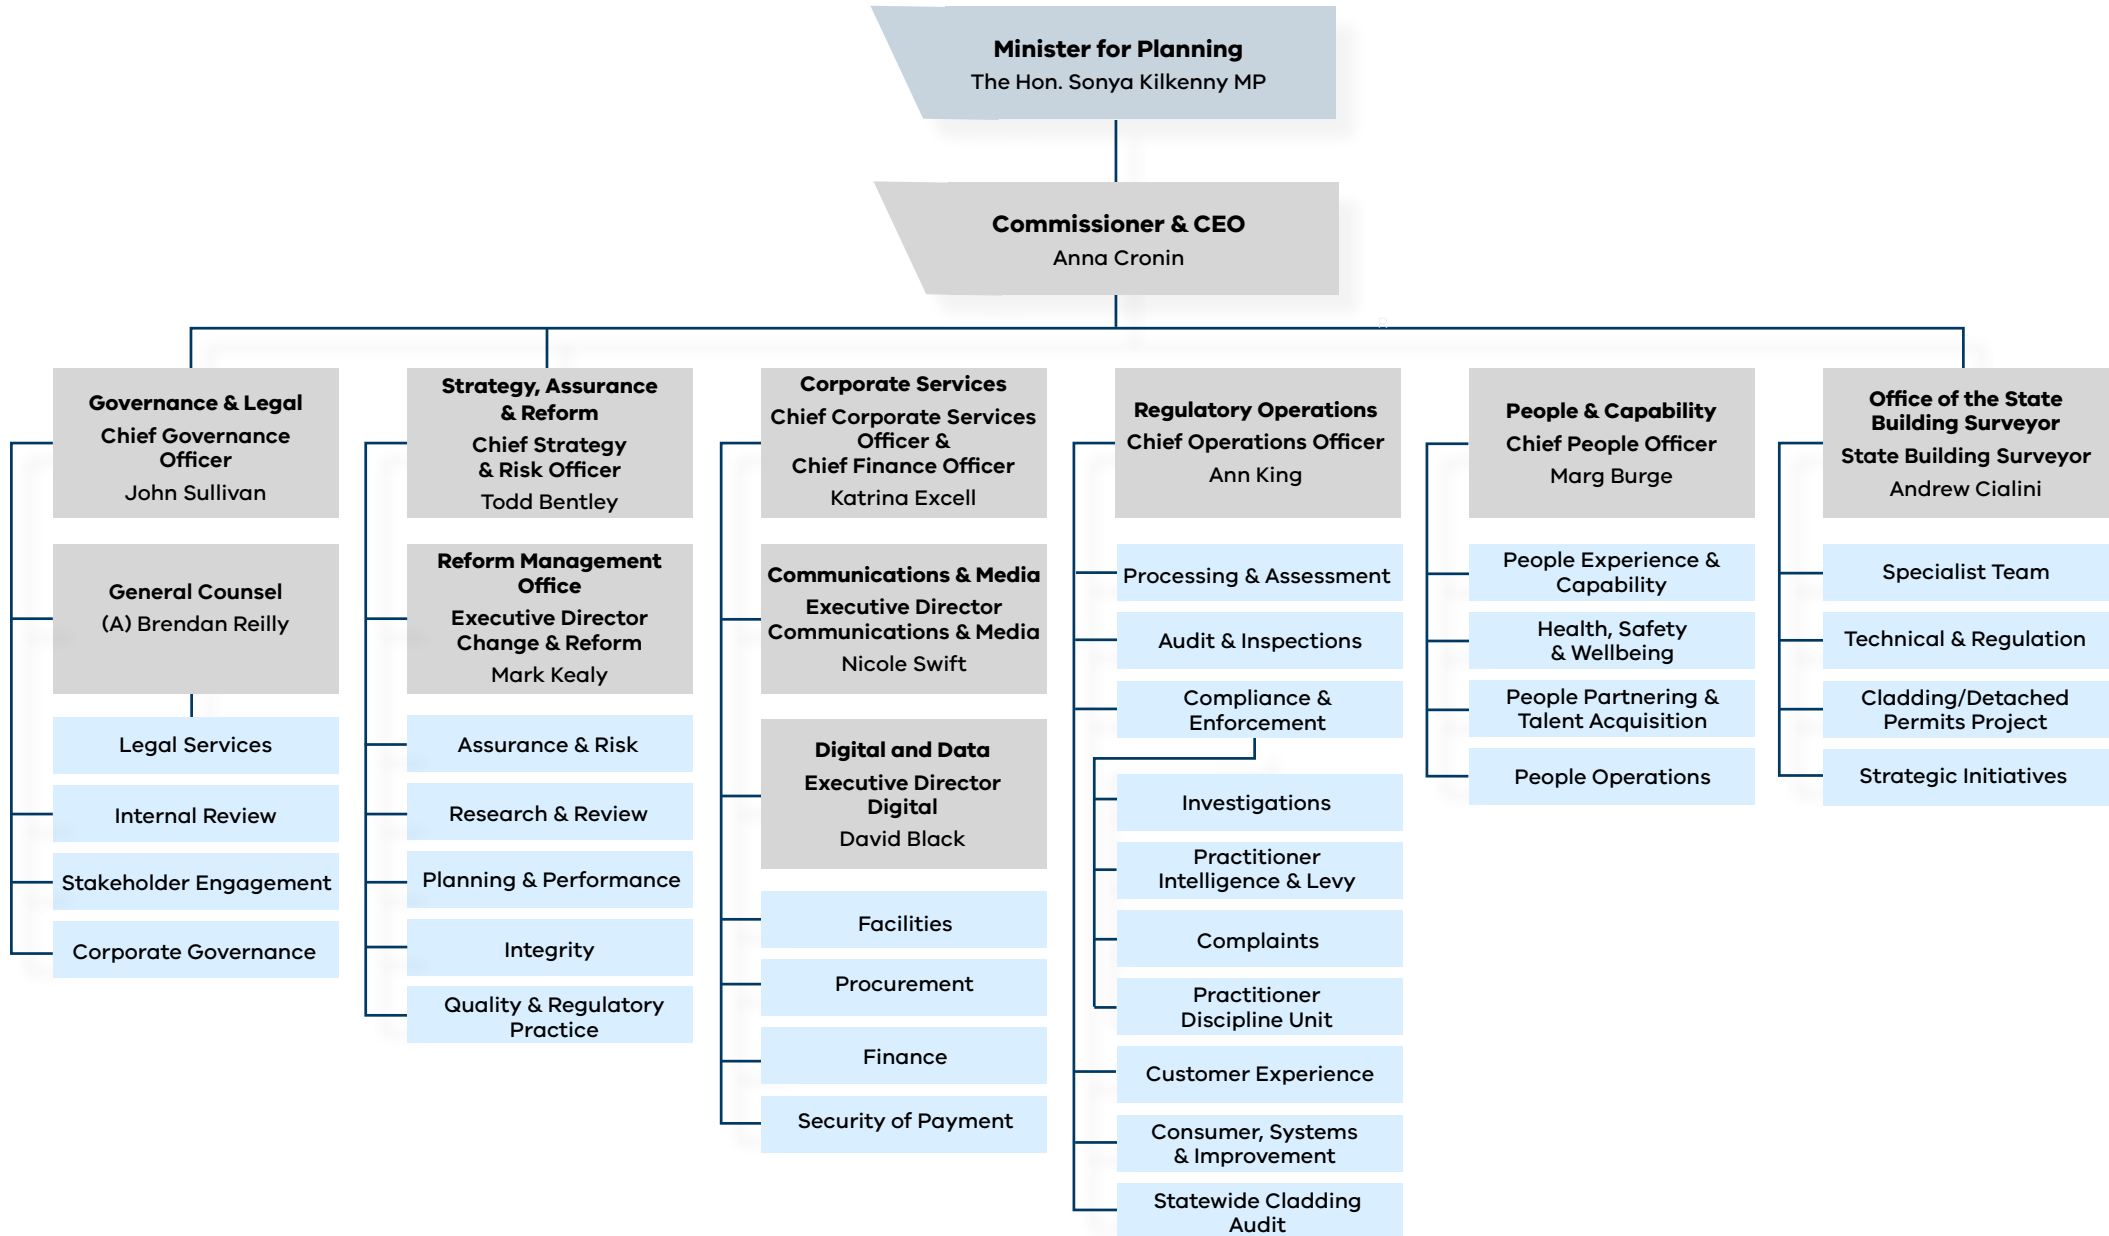 Minister for Planning
The Hon. Sonya Kilkenny MP
Commissioner & CEO
Anna Cronin
Governance & Legal
Chief Governance
Officer
John Sullivan
General Counsel
(A) Brendan Reilly
Legal Services
Internal Review
Stakeholder Engagement
Corporate Governance
Strategy, Assurance
& Reform
Chief Strategy
& Risk Officer
Todd Bentley
Reform Management
Office
Executive Director
Change & Reform
Mark Kealy
Assurance & Risk
Research & Review
Planning & Performance
Integrity
Quality & Regulatory
Practice
Corporate Services
Chief Corporate Services
Officer &
Chief Finance Officer
Katrina Excell
Communications & Media
Executive Director
Communications & Media
Nicole Swift
Digital and Data
Executive Director
Digital
David Black
Facilities
Procurement
Finance
Security of Payment
Regulatory Operations
Chief Operations Officer
Ann King
Processing & Assessment
Audit & Inspections
Compliance &
Enforcement
Investigations
Practitioner
Intelligence & Levy
Complaints
Practitioner
Discipline Unit
Customer Experience
Consumer, Systems
& Improvement
Statewide Cladding
Audit
People & Capability
Chief People Officer
Marg Burge
People Experience &
Capability
Health, Safety
& Wellbeing
People Partnering &
Talent Acquisition
People Operations
Office of the State
Building Surveyor
State Building Surveyor
Andrew Cialini
Specialist Team
Technical & Regulation
Cladding/Detached
Permits Project
Strategic Initiatives